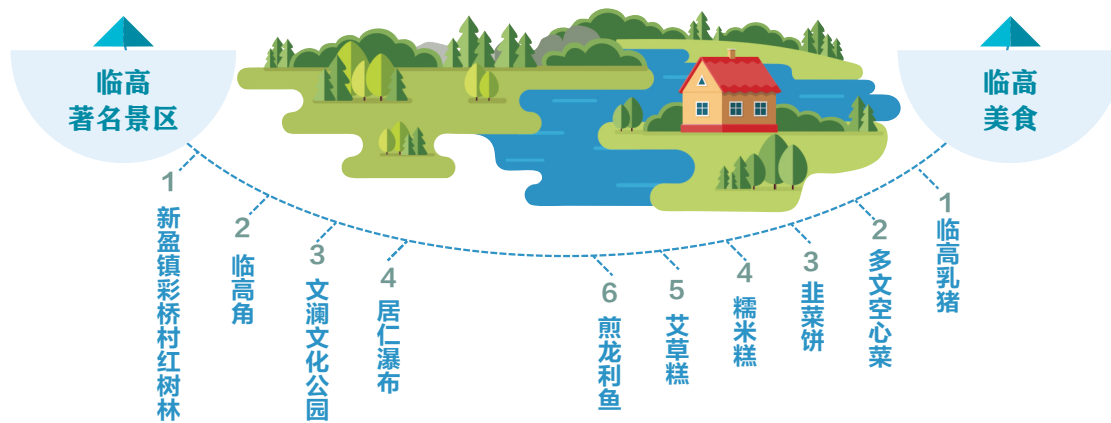 临高
著名景区
1
新盈镇彩桥村红树林
2
临高角
3
文澜文化公园
4
居仁瀑布
临高
美食
1
临高乳猪
2
多文空心菜
3
韭菜饼
4
糯米糕
5
艾草糕
6
煎龙利鱼